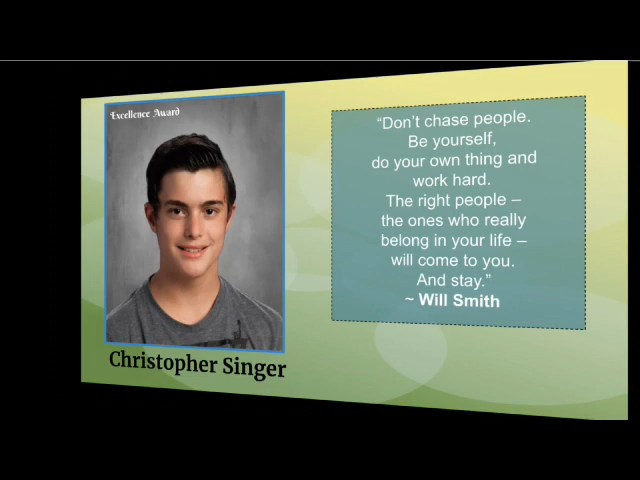 Excellence Award
Christopher Singer
“Don’t chase people.
Be yourself,
do your own thing and
work hard.
The right people –
the ones who really
belong in your life –
will come to you.
And stay.”
~ Will Smith